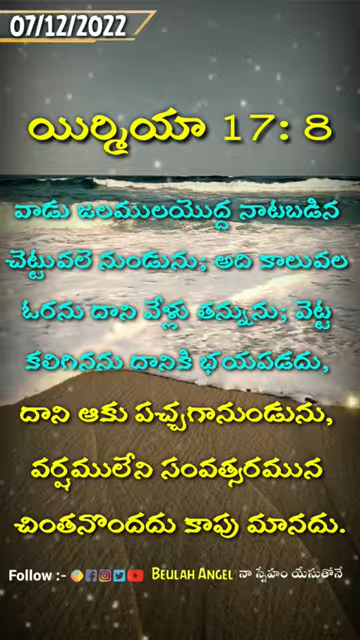 07/12/2022
యిర్మియా 17: 8
వాడు జలములయొద్ద నాటబడిన
చెట్టువలె నుండును; అది కాలువల
ఓరను దాని వేళ్లు తన్నును; వెట్ట
కలిగినను దానికి భయపడదు,
దాని ఆకు పచ్చగానుండును,
వర్షములేని సంవత్సరమున
చింతనొందదు కాపు మానదు.
Follow :- BEULAH ANGEL నా స్నేహం యేసుతోనే